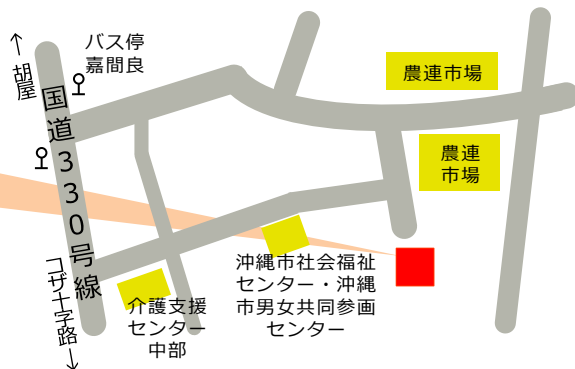 ←胡屋
バス停
嘉間良
国道330号線
コザ十字路→
農連市場
農連
市場
沖縄市社会福祉
センター・沖縄
市男女共同参画
センター
介護支援
センター
中部